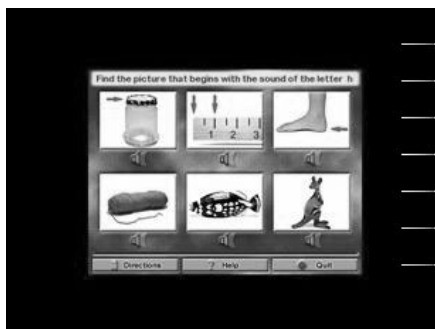 Find the picture that begins with the sound of the letter h
1 2 3
Directions ? Help Quit